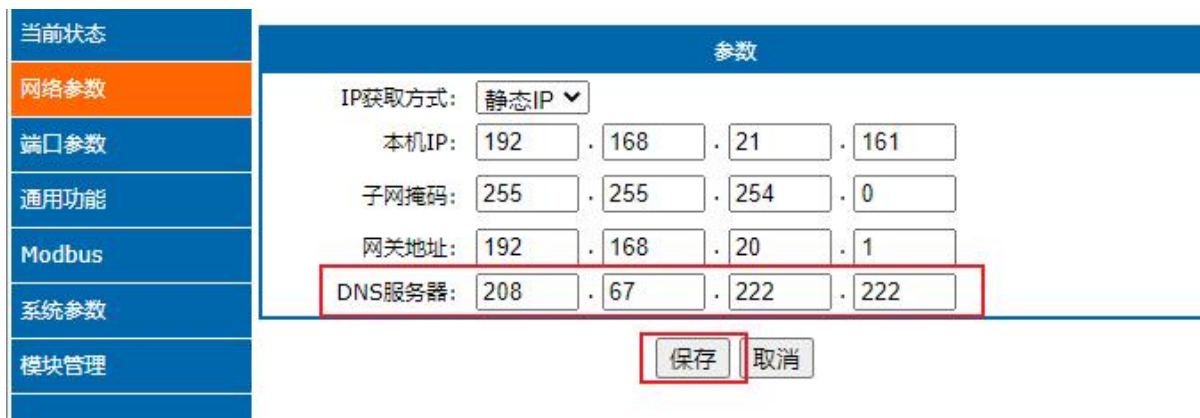 当前状态
网络参数
端口参数
通用功能
Modbus
系统参数
模块管理
参数
IP获取方式: 静态IP
本机IP: 192 . 168 . 21 . 161
子网掩码: 255 . 255 . 254 . 0
网关地址: 192 . 168 . 20 . 1
DNS服务器: 208 . 67 . 222 . 222
保存 取消